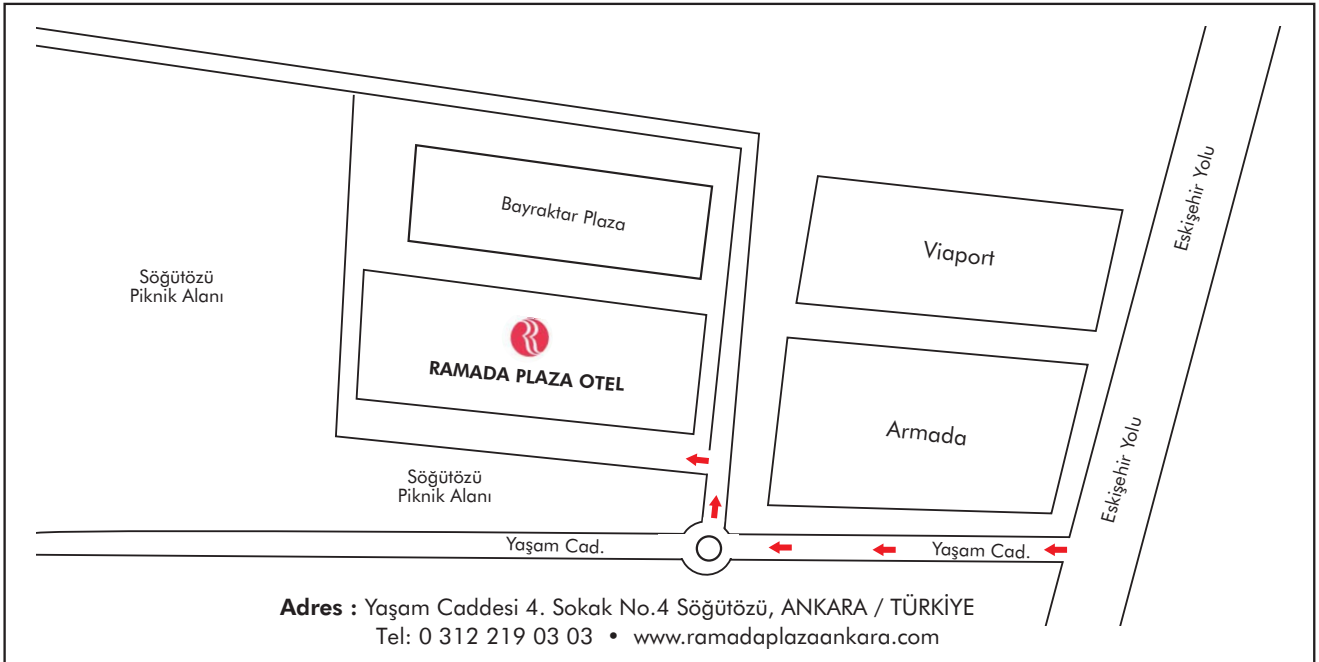 Eskişehir Yolu
Bayraktar Plaza
Viaport
Söğütözü
Piknik Alanı
RAMADA PLAZA OTEL
Armada
Eskişehir Yolu
Söğütözü
Piknik Alanı
Yaşam Cad.
Yaşam Cad.
Adres : Yaşam Caddesi 4. Sokak No.4 Söğütözü, ANKARA / TÜRKİYE
Tel: 0 312 219 03 03 • www.ramadaplazaankara.com